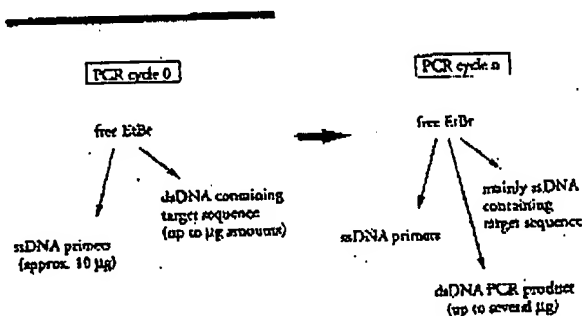 PCR cycle 0
free EtBr
dsDNA containing
target sequence
(up to µg amounts)
ssDNA primers
(approx. 10 µg)
PCR cycle n
free EtBr
mainly ssDNA
containing
target sequence
ssDNA primers
dsDNA PCR product
(up to several µg)